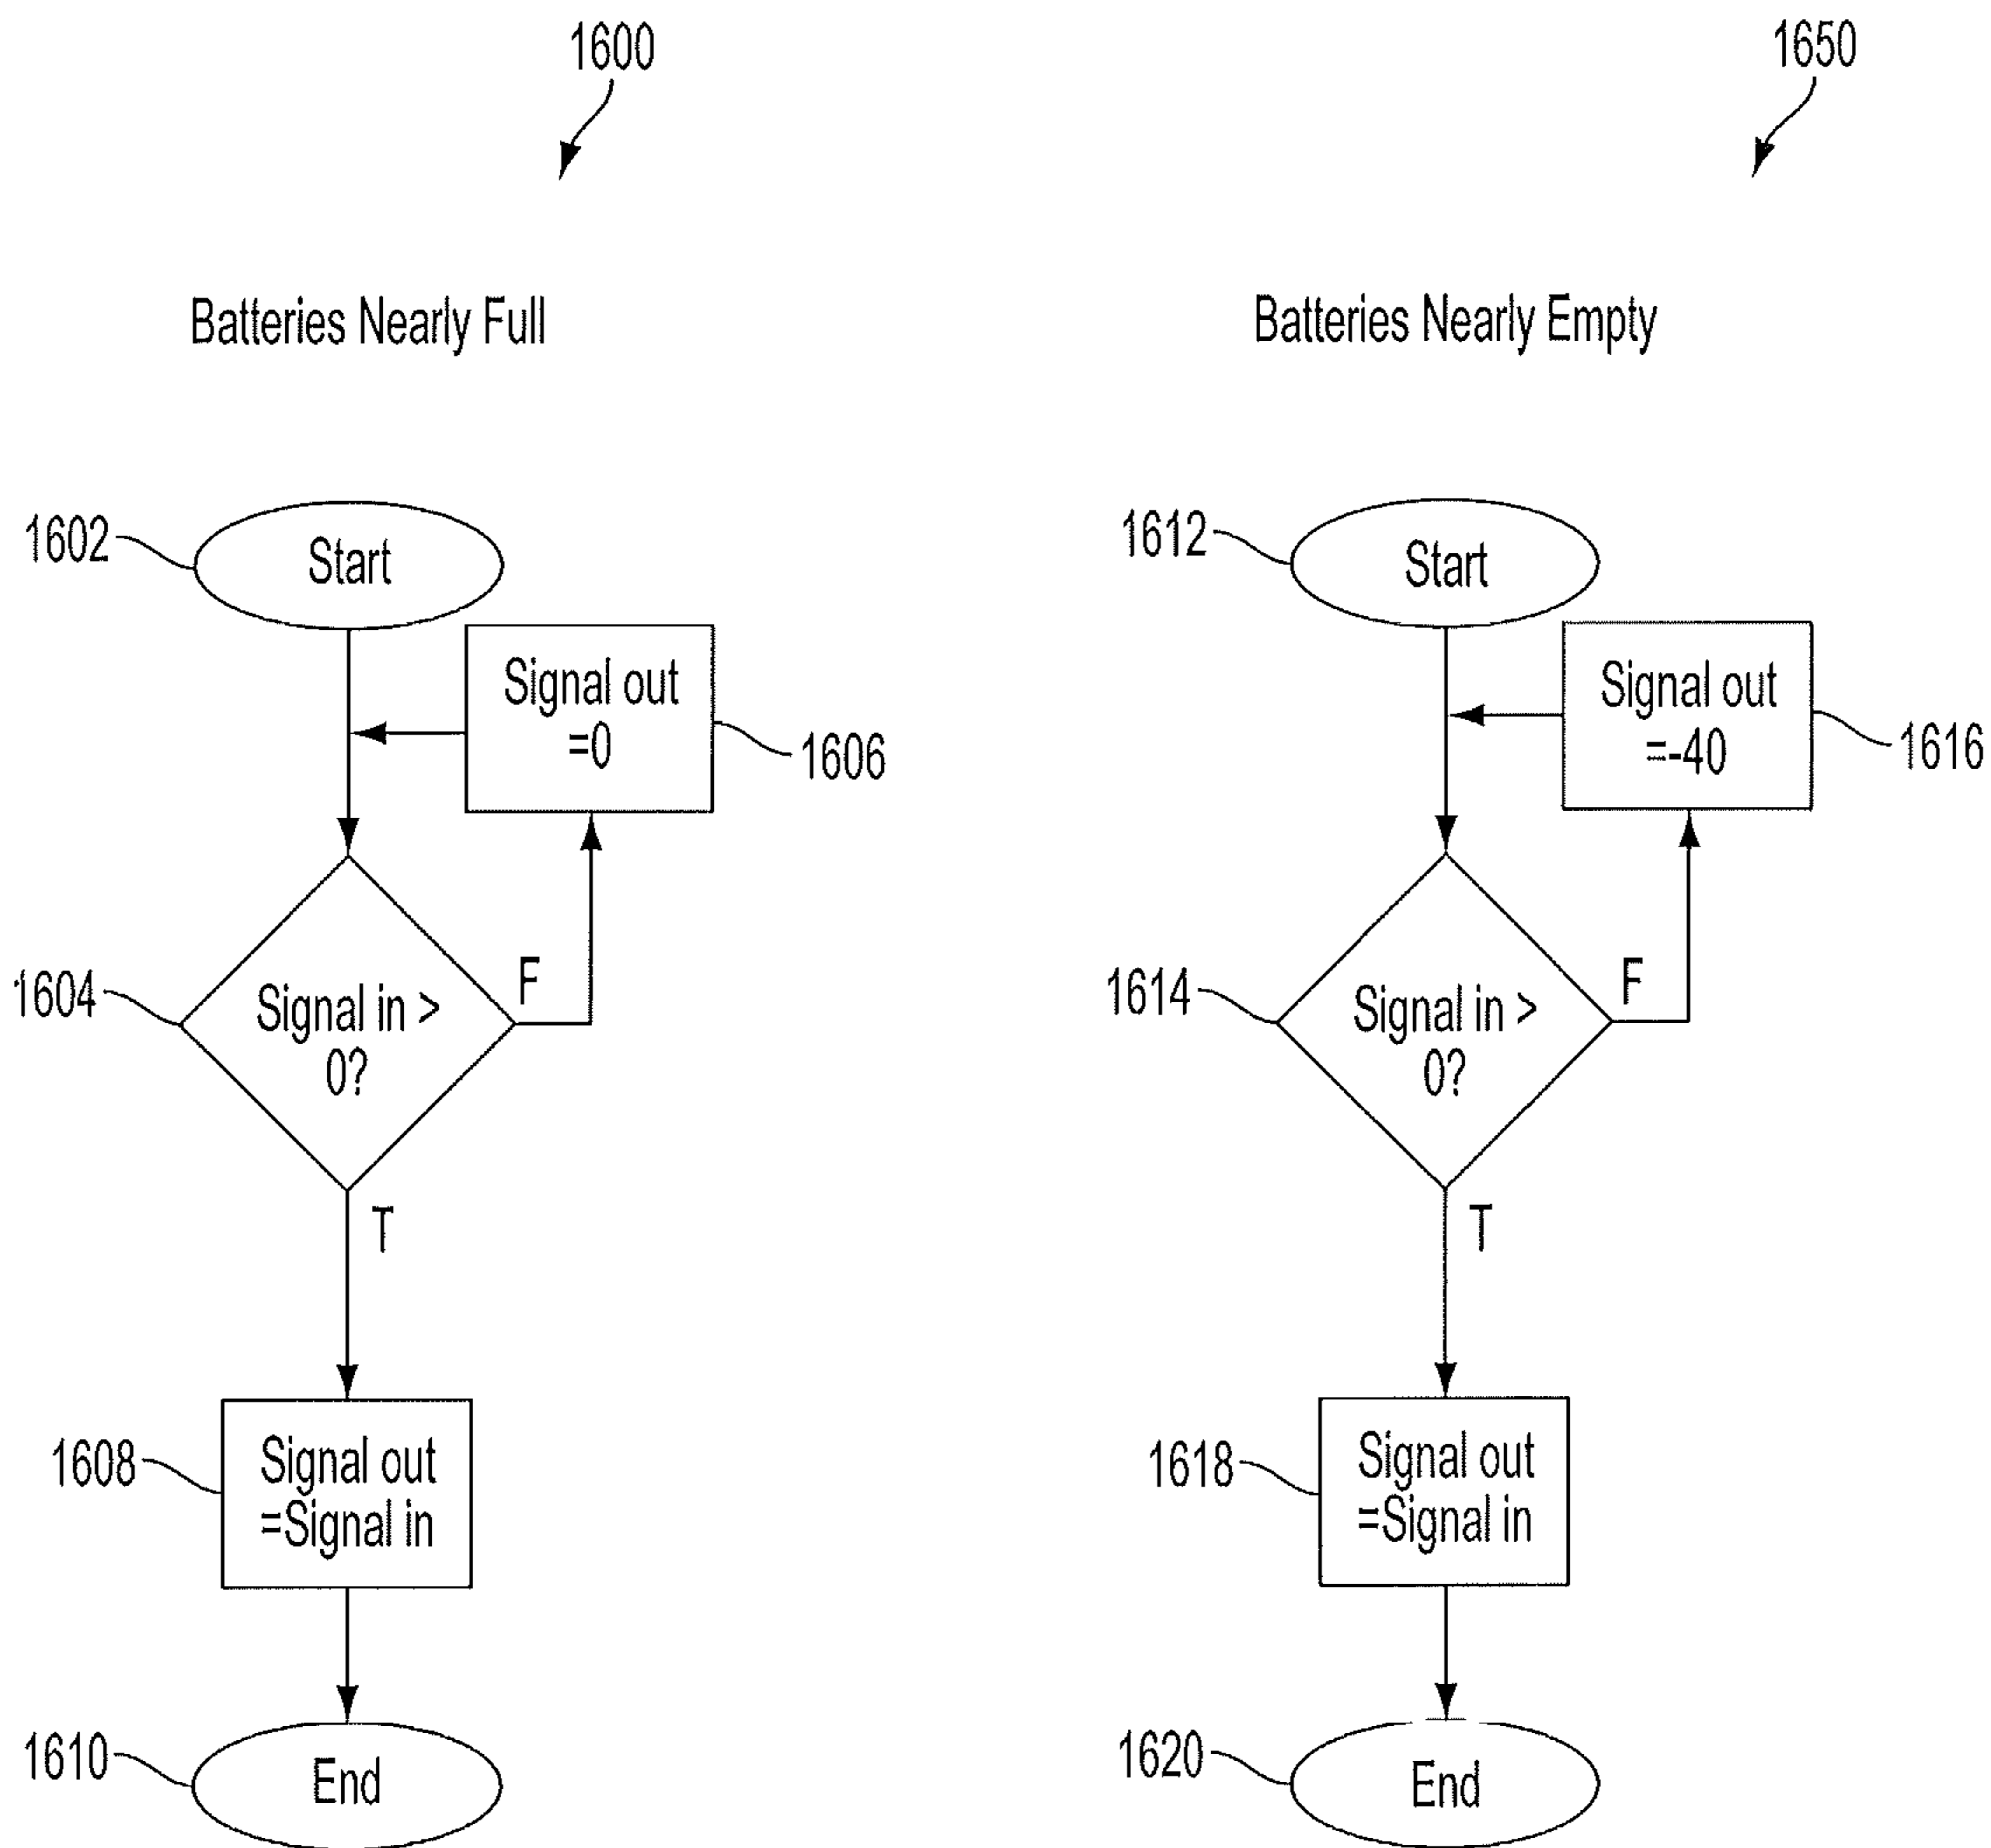 1600
Batteries Nearly Full
1602
Start
Signal out
=0
1606
1604
Signal in >
0?
F
T
1608
Signal out
=Signal in
1610
End
1650
Batteries Nearly Empty
1612
Start
Signal out
=-40
1616
1614
Signal in >
0?
F
T
1618
Signal out
=Signal in
1620
End